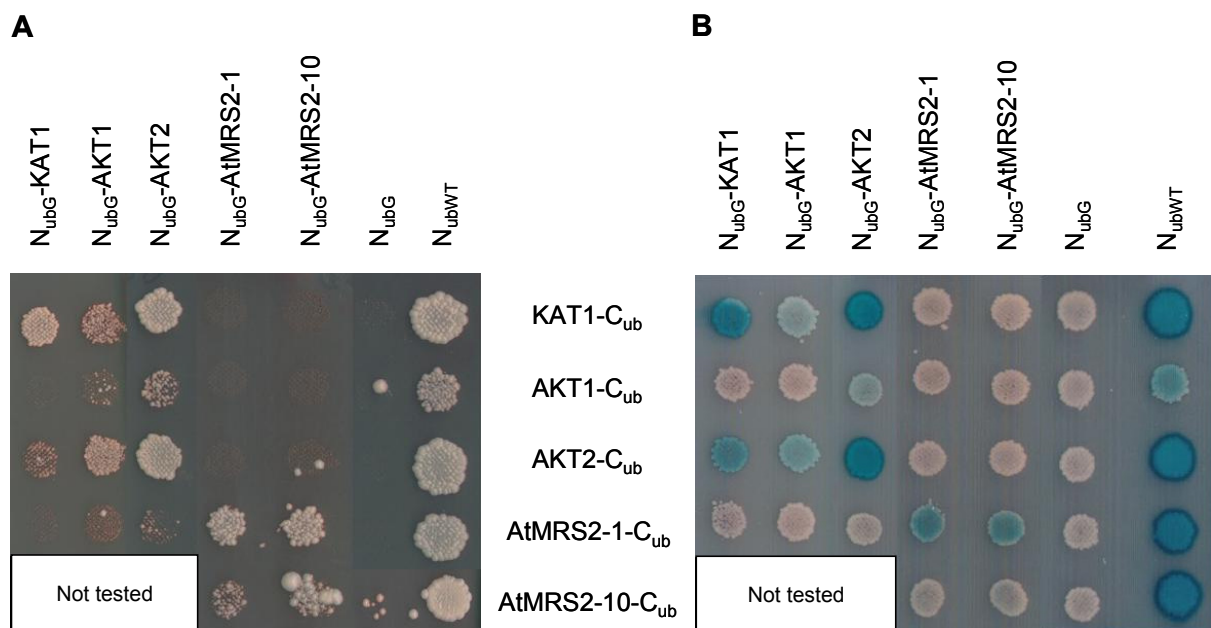 A
B
NubG-KAT1
NubG-AKT1
NubG-AKT2
NubG-AtMRS2-1
NubG-AtMRS2-10
NubG
NubWT
NubG-KAT1
NubG-AKT1
NubG-AKT2
NubG-AtMRS2-1
NubG-AtMRS2-10
NubG
NubWT
KAT1-Cub
AKT1-Cub
AKT2-Cub
AtMRS2-1-Cub
AtMRS2-10-Cub
Not tested
Not tested